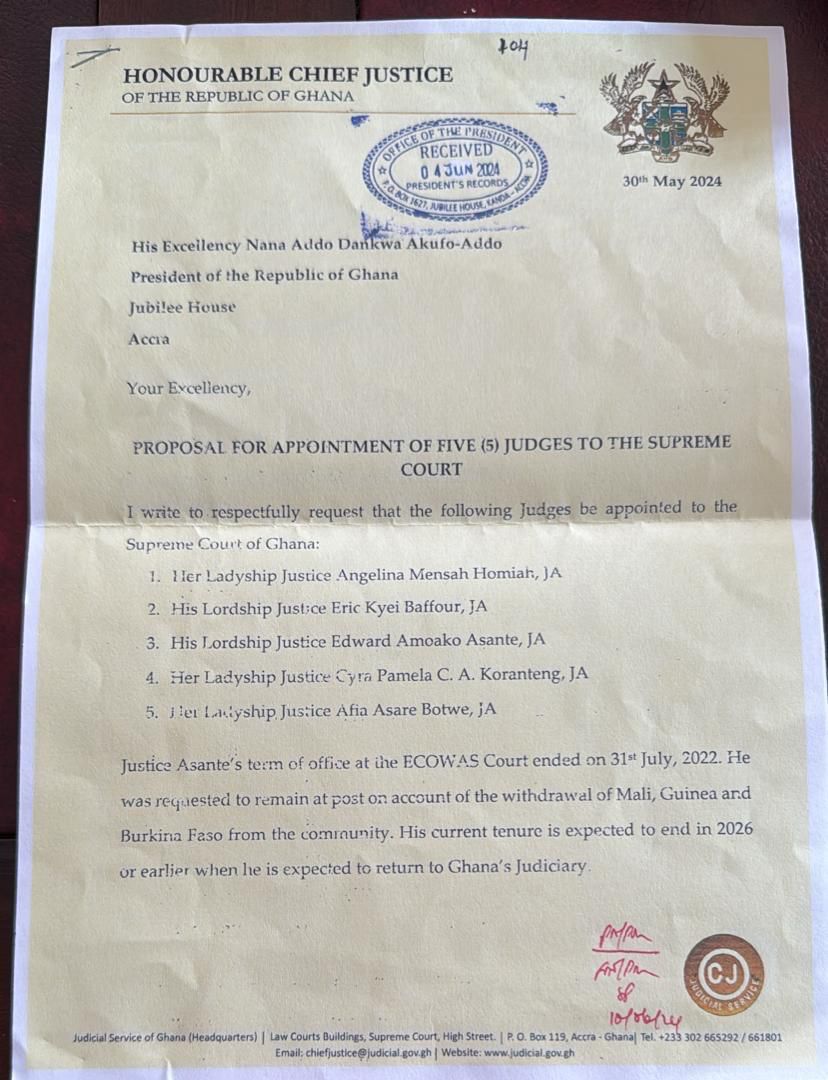 104
HONOURABLE CHIEF JUSTICE
OF THE REPUBLIC OF GHANA
OFFICE OF THE PRESIDENT
RECEIVED
04 JUN 2024
PRESIDENT'S RECORDS
P. O. BOX 1627, JUBILEE HOUSE, KANDA - ACCRA
30th May 2024
His Excellency Nana Addo Dankwa Akufo-Addo
President of the Republic of Ghana
Jubilee House
Accra
Your Excellency,
PROPOSAL FOR APPOINTMENT OF FIVE (5) JUDGES TO THE SUPREME
COURT
I write to respectfully request that the following Judges be appointed to the
Supreme Court of Ghana:
1. Her Ladyship Justice Angelina Mensah Homiah, JA
2. His Lordship Justice Eric Kyei Baffour, JA
3. His Lordship Justice Edward Amoako Asante, JA
4. Her Ladyship Justice Cyra Pamela C. A. Koranteng, JA
5. Her Ladyship Justice Afia Asare Botwe, JA
Justice Asante's term of office at the ECOWAS Court ended on 31st July, 2022. He
was requested to remain at post on account of the withdrawal of Mali, Guinea and
Burkina Faso from the community. His current tenure is expected to end in 2026
or earlier when he is expected to return to Ghana's Judiciary.
10/06/24
CJ
JUDICIAL SERVICE
Judicial Service of Ghana (Headquarters) | Law Courts Buildings, Supreme Court, High Street. | P. O. Box 119, Accra - Ghana| Tel. +233 302 665292 / 661801
Email: chiefjustice@judicial.gov.gh | Website: www.judicial.gov.gh